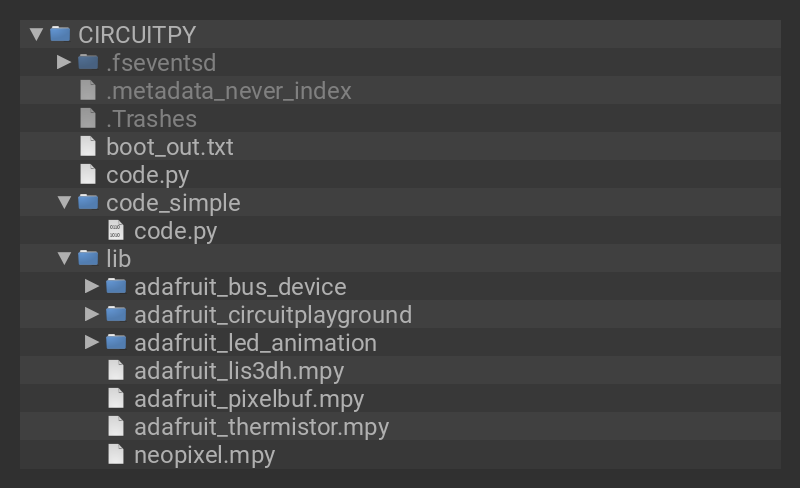 CIRCUITPY
.fseventsd
.metadata_never_index
.Trashes
boot_out.txt
code.py
code_simple
code.py
lib
adafruit_bus_device
adafruit_circuitplayground
adafruit_led_animation
adafruit_lis3dh.mpy
adafruit_pixelbuf.mpy
adafruit_thermistor.mpy
neopixel.mpy